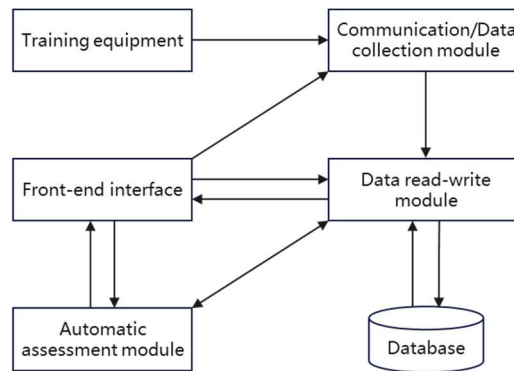 Training equipment
Communication/Data
collection module
Front-end interface
Data read-write
module
Automatic
assessment module
Database